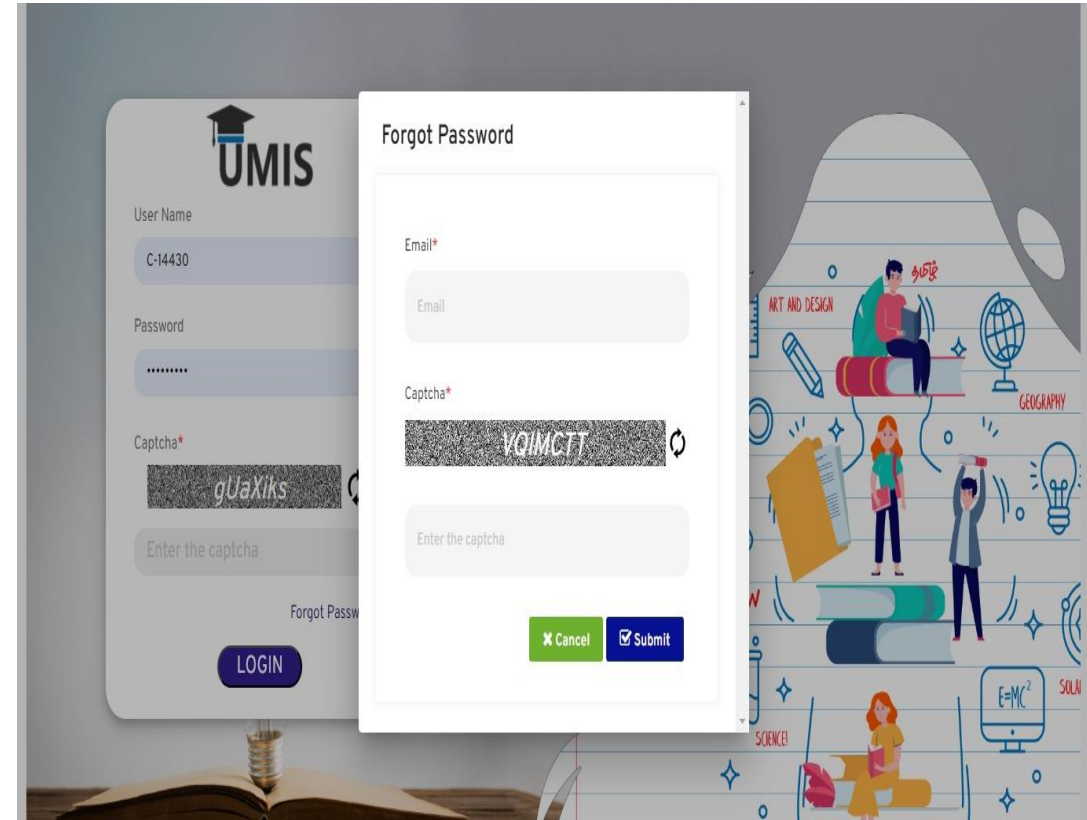 UMIS
User Name
C-14430
Password
•••••••••
Captcha*
gUaXiks
Enter the captcha
Forgot Passw
LOGIN
Forgot Password
Email*
Email
Captcha*
VQIMCTT
Enter the captcha
Cancel
Submit
தமிழ்
ART AND DESIGN
GEOGRAPHY
E=MC²
SOLA
SCIENCE!